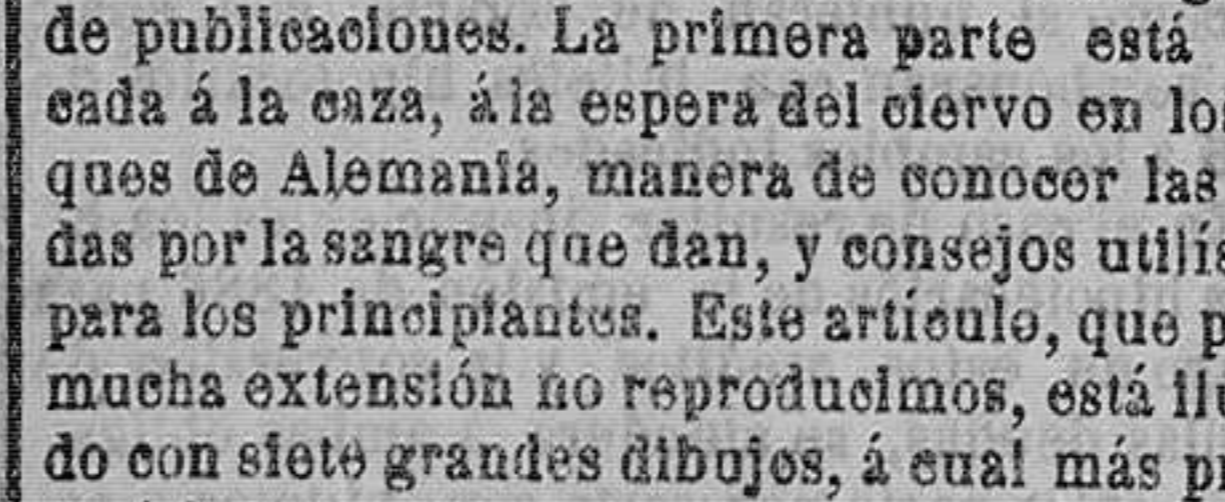 de publicaciones. La primera parte está
cada á la caza, á la espera del ciervo en lo
ques de Alemania, manera de conocer las
das por la sangre que dan, y consejos utilís
para los principiantes. Este artículo, que p
mucha extensión no reproducimos, está ilu
do con siete grandes dibujos, á cual más pr